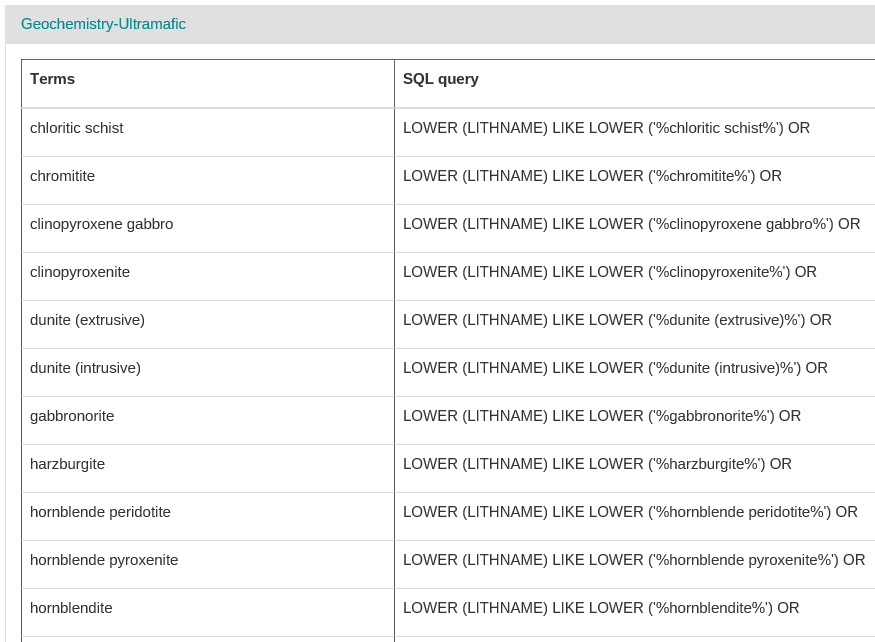 Geochemistry-Ultramafic
Terms SQL query
chloritic schist LOWER (LITHNAME) LIKE LOWER ('%chloritic schist%') OR
chromitite LOWER (LITHNAME) LIKE LOWER ('%chromitite%') OR
clinopyroxene gabbro LOWER (LITHNAME) LIKE LOWER ('%clinopyroxene gabbro%') OR
clinopyroxenite LOWER (LITHNAME) LIKE LOWER ('%clinopyroxenite%') OR
dunite (extrusive) LOWER (LITHNAME) LIKE LOWER ('%dunite (extrusive)%') OR
dunite (intrusive) LOWER (LITHNAME) LIKE LOWER ('%dunite (intrusive)%') OR
gabbronorite LOWER (LITHNAME) LIKE LOWER ('%gabbronorite%') OR
harzburgite LOWER (LITHNAME) LIKE LOWER ('%harzburgite%') OR
hornblende peridotite LOWER (LITHNAME) LIKE LOWER ('%hornblende peridotite%') OR
hornblende pyroxenite LOWER (LITHNAME) LIKE LOWER ('%hornblende pyroxenite%') OR
hornblendite LOWER (LITHNAME) LIKE LOWER ('%hornblendite%') OR